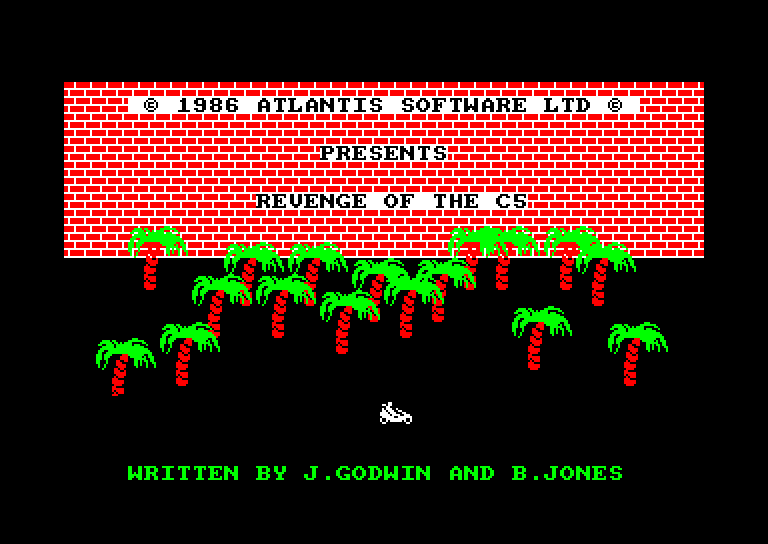 © 1986 ATLANTIS SOFTWARE LTD ©
PRESENTS
REVENGE OF THE C5
WRITTEN BY J.GODWIN AND B.JONES